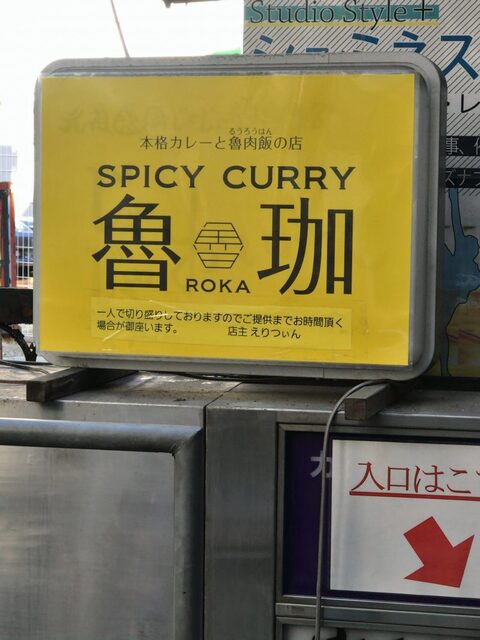 Studio Style+
るうろうはん
本格カレーと魯肉飯の店
SPICY CURRY
魯 珈
ROKA
一人で切り盛りしておりますのでご提供までお時間頂く
場合が御座います。 店主 えりつぃん
入口はこ